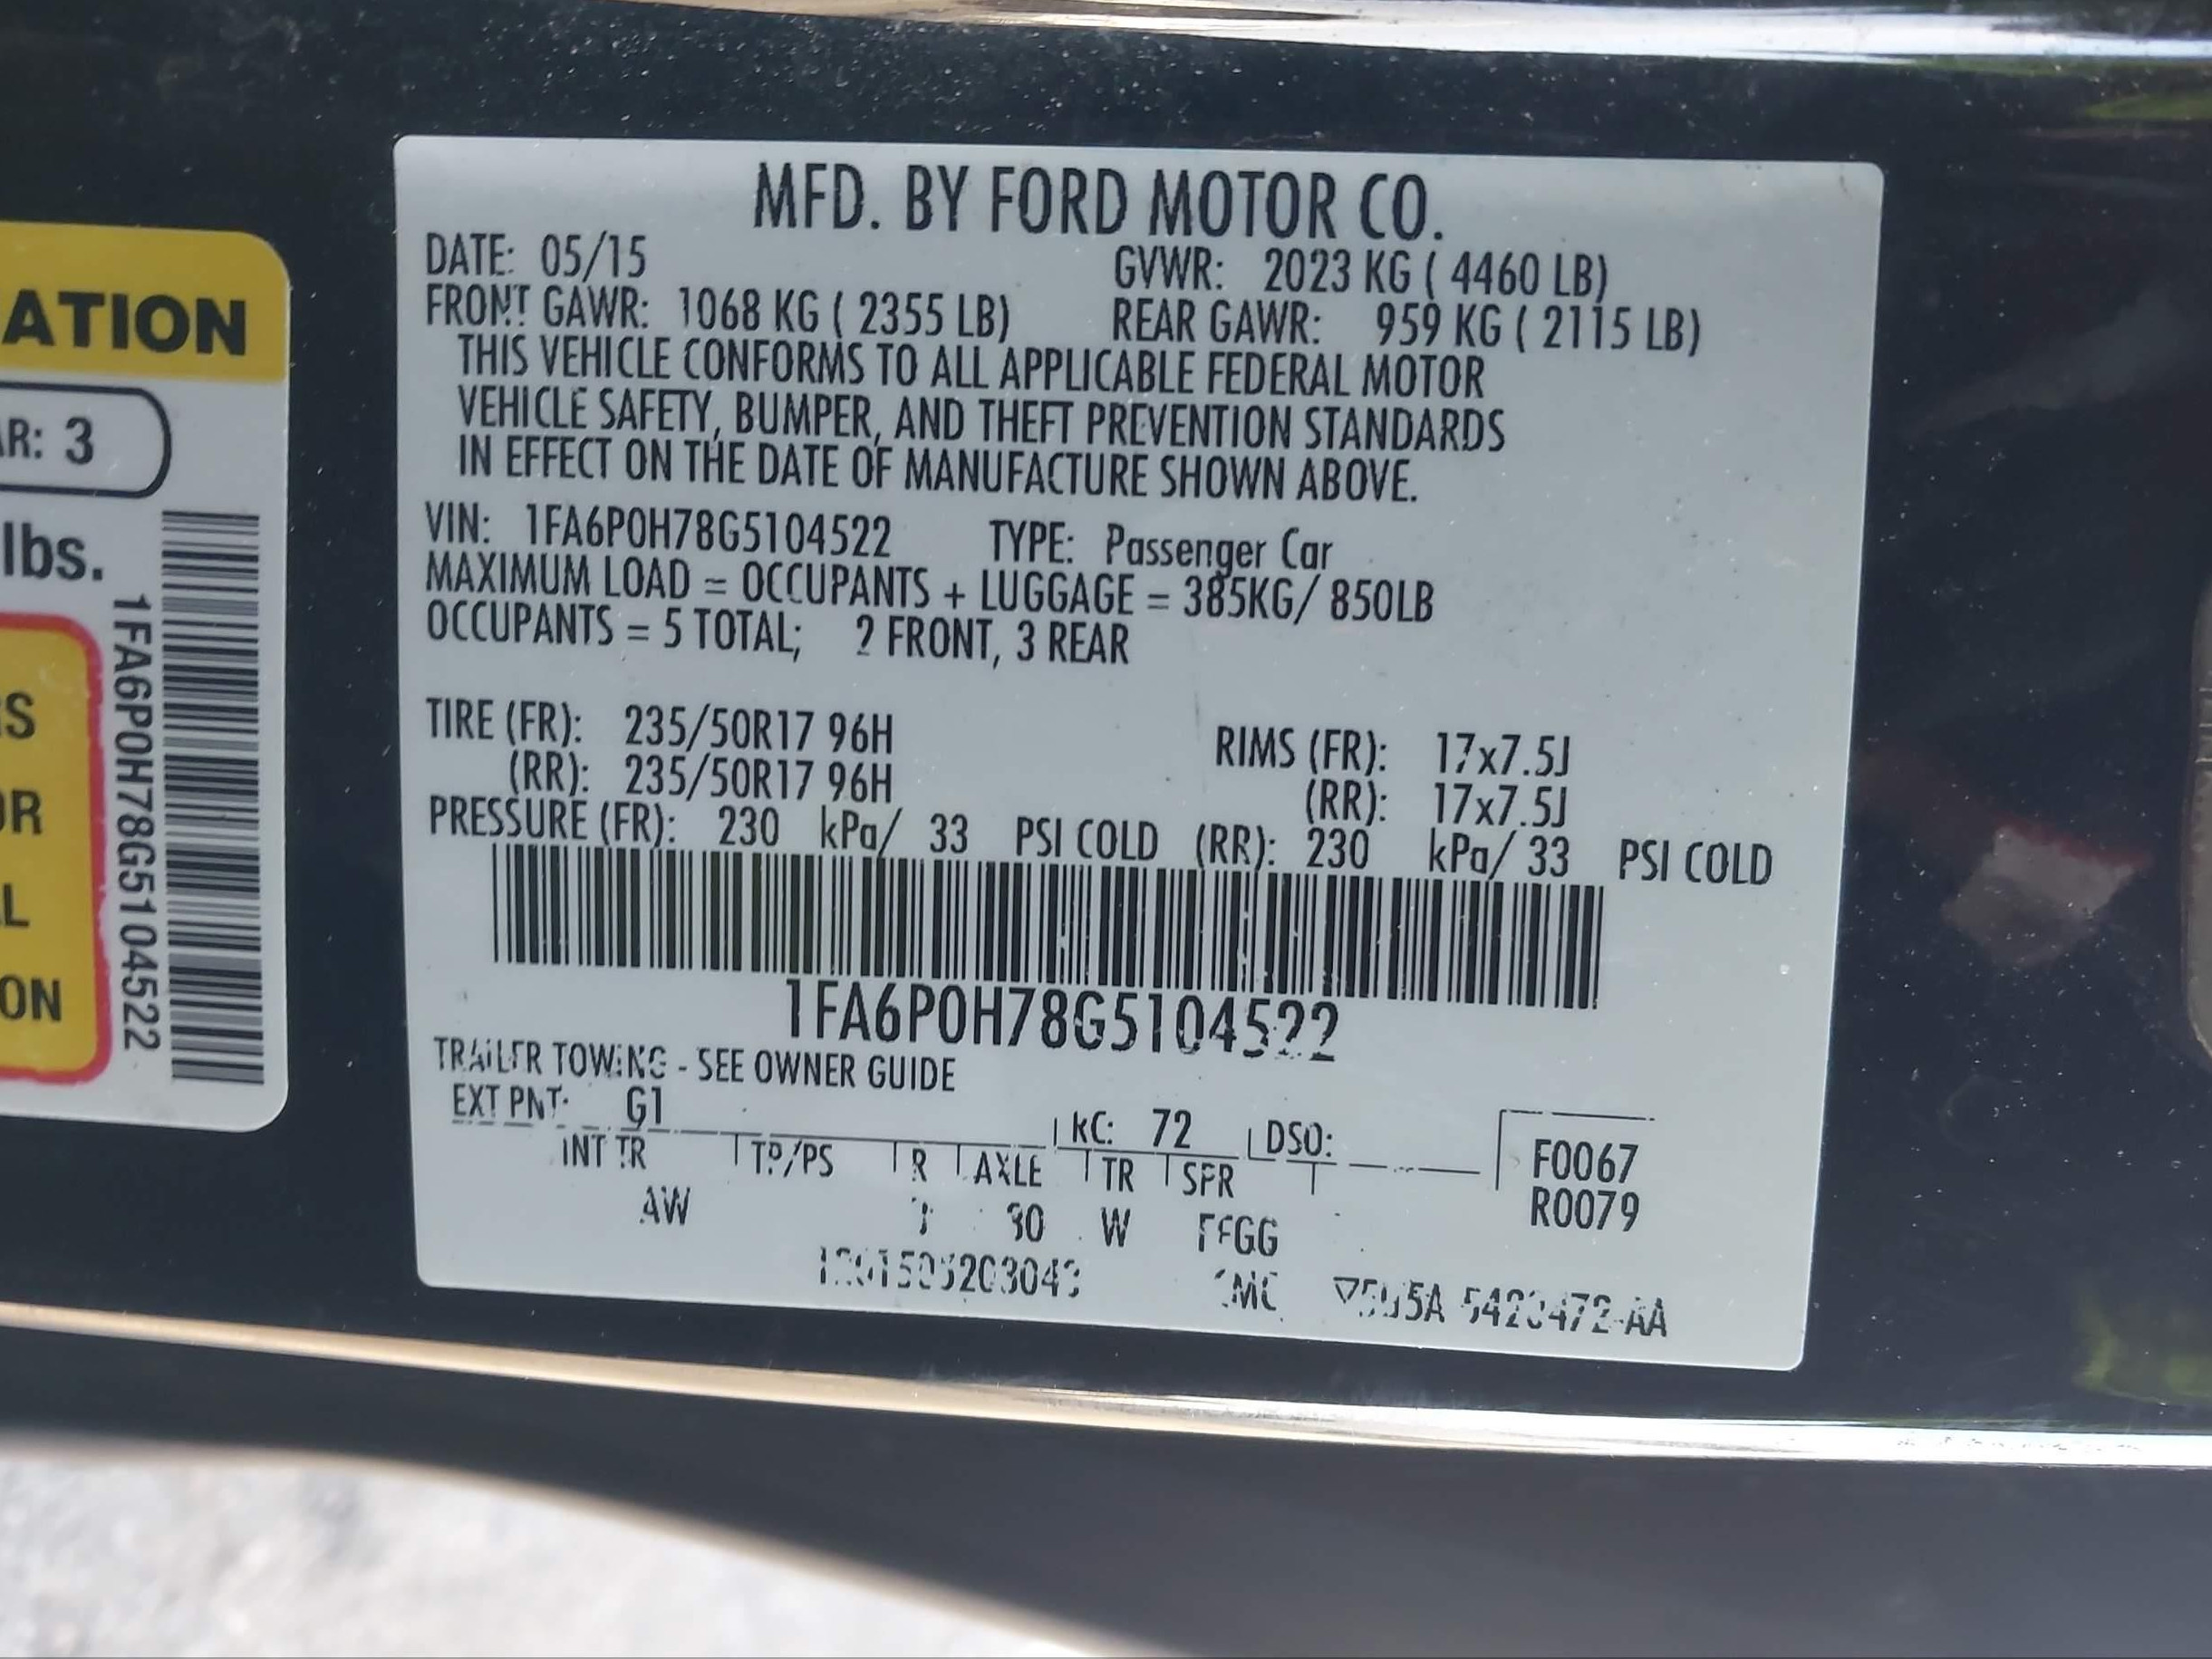 ATION
AR: 3
lbs.
1FA6P0H78G5104522
MFD. BY FORD MOTOR CO.
DATE: 05/15 GVWR: 2023 KG ( 4460 LB)
FRONT GAWR: 1068 KG ( 2355 LB) REAR GAWR: 959 KG ( 2115 LB)
THIS VEHICLE CONFORMS TO ALL APPLICABLE FEDERAL MOTOR
VEHICLE SAFETY, BUMPER, AND THEFT PREVENTION STANDARDS
IN EFFECT ON THE DATE OF MANUFACTURE SHOWN ABOVE.
VIN: 1FA6P0H78G5104522 TYPE: Passenger Car
MAXIMUM LOAD = OCCUPANTS + LUGGAGE = 385KG/ 850LB
OCCUPANTS = 5 TOTAL; 2 FRONT, 3 REAR
TIRE (FR): 235/50R17 96H RIMS (FR): 17x7.5J
(RR): 235/50R17 96H (RR): 17x7.5J
PRESSURE (FR): 230 kPa/ 33 PSI COLD (RR): 230 kPa/ 33 PSI COLD
1FA6P0H78G5104522
TRAILER TOWING - SEE OWNER GUIDE
EXT PNT: G1 RC: 72 DSO: F0067
INT TR TP/PS R AXLE TR SPR R0079
AW W